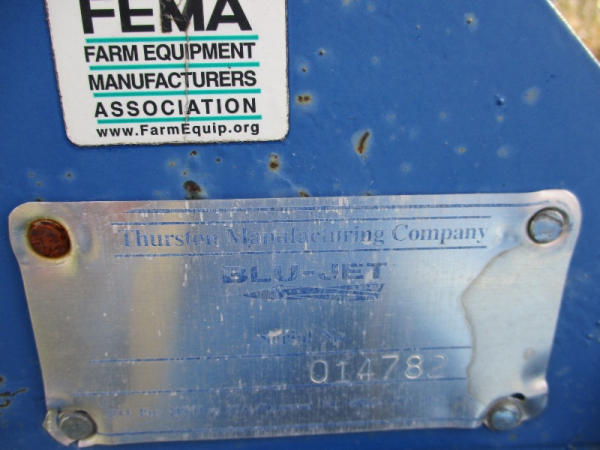 FEMA
FARM EQUIPMENT
MANUFACTURERS
ASSOCIATION
www.FarmEquip.org
Thurston Manufacturing Company
BLU-JET
014782